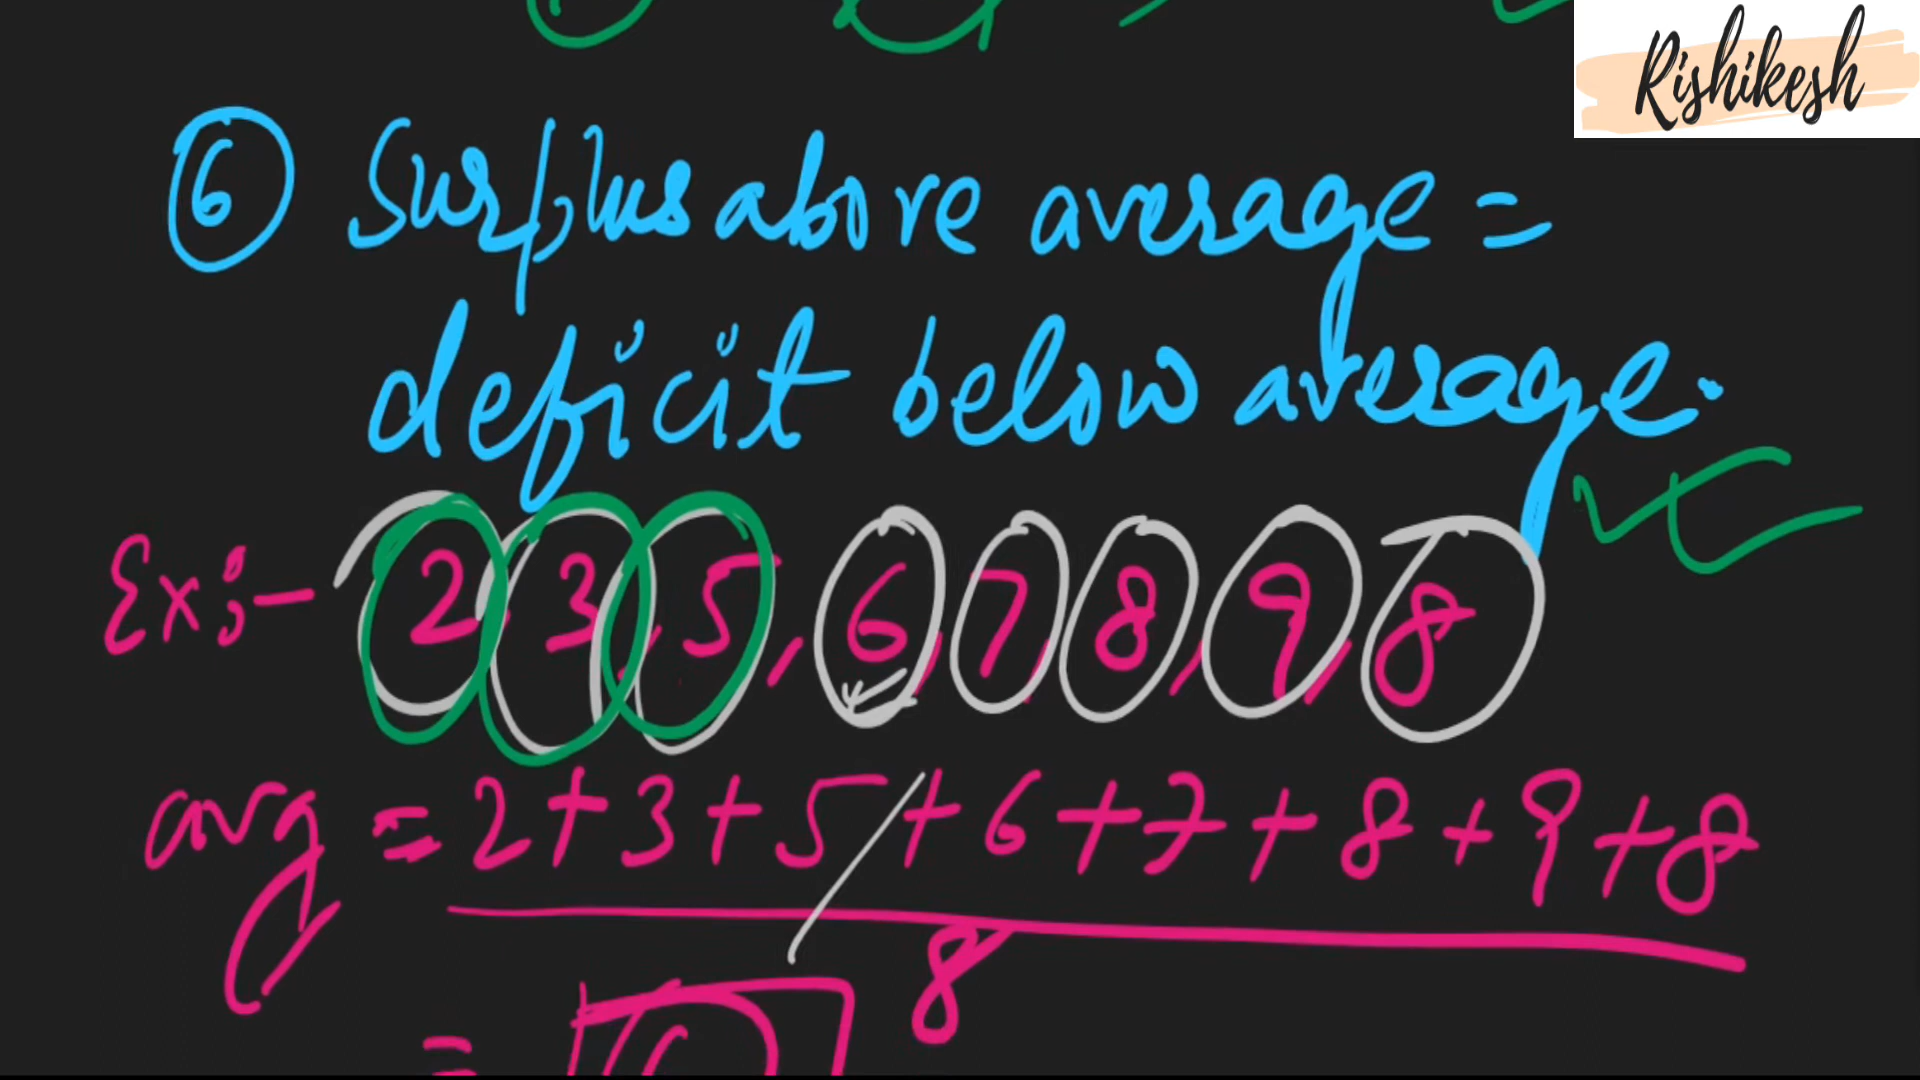 Rishikesh
⑥ Surplus above average =
deficit below average.
Ex:- 2, 3, 5, 6, 7, 8, 9, 8
avg = 2+3+5+6+7+8+9+8
8
=